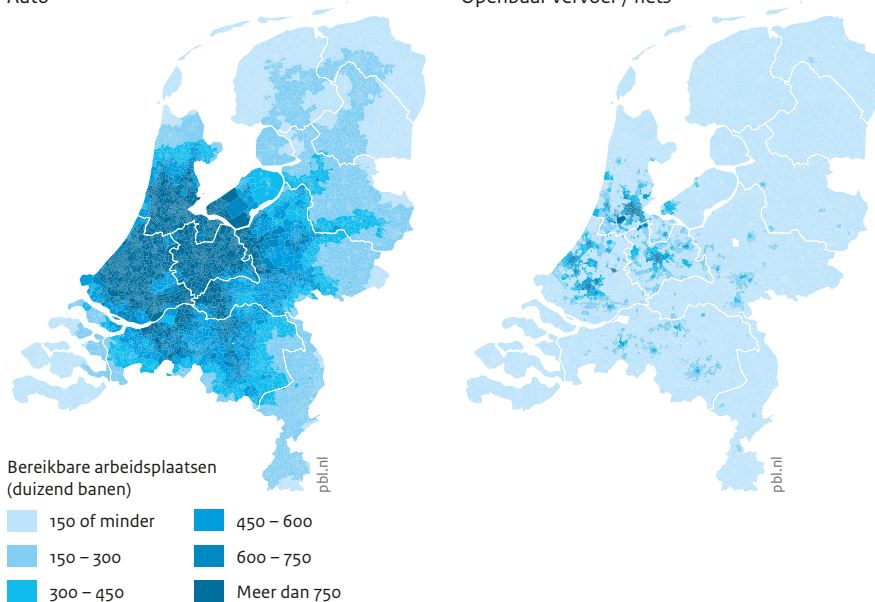 Auto
Openbaar vervoer / fiets
pbl.nl
pbl.nl
Bereikbare arbeidsplaatsen
(duizend banen)
150 of minder
150 – 300
300 – 450
450 – 600
600 – 750
Meer dan 750